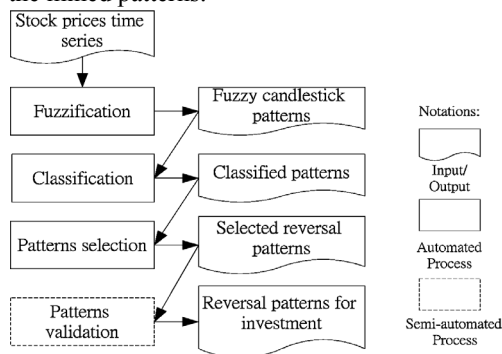 the mined patterns.
Stock prices time
series
Fuzzification
Fuzzy candlestick
patterns
Classification
Classified patterns
Patterns selection
Selected reversal
patterns
Patterns
validation
Reversal patterns for
investment
Notations:
Input/
Output
Automated
Process
Semi-automated
Process